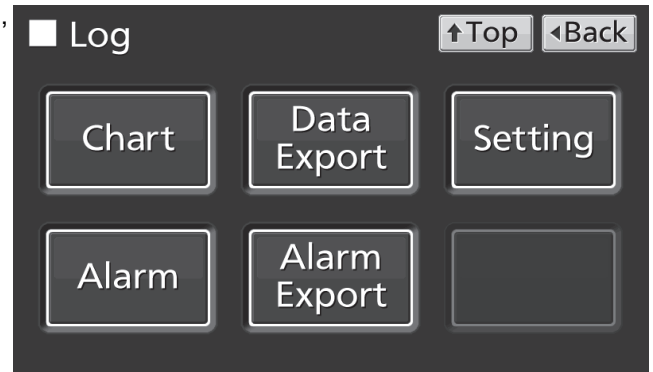 ,
Log
↑Top
◂Back
Chart
Data
Export
Setting
Alarm
Alarm
Export